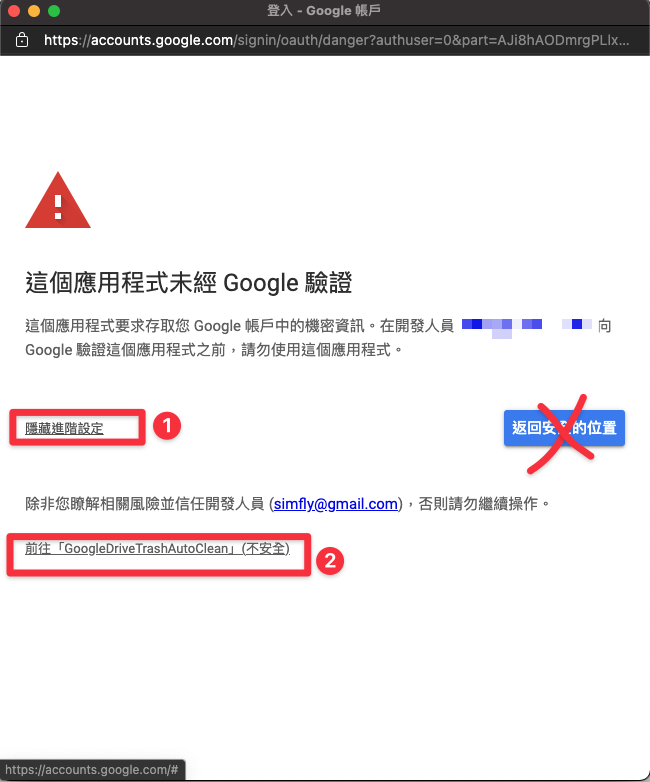 登入 - Google 帳戶
https://accounts.google.com/signin/oauth/danger?authuser=0&part=AJi8hAODmrgPLlx...
這個應用程式未經 Google 驗證
這個應用程式要求存取您 Google 帳戶中的機密資訊。在開發人員 向
Google 驗證這個應用程式之前，請勿使用這個應用程式。
隱藏進階設定 1
返回安全的位置
除非您瞭解相關風險並信任開發人員 (simfly@gmail.com)，否則請勿繼續操作。
前往「GoogleDriveTrashAutoClean」(不安全) 2
https://accounts.google.com/#